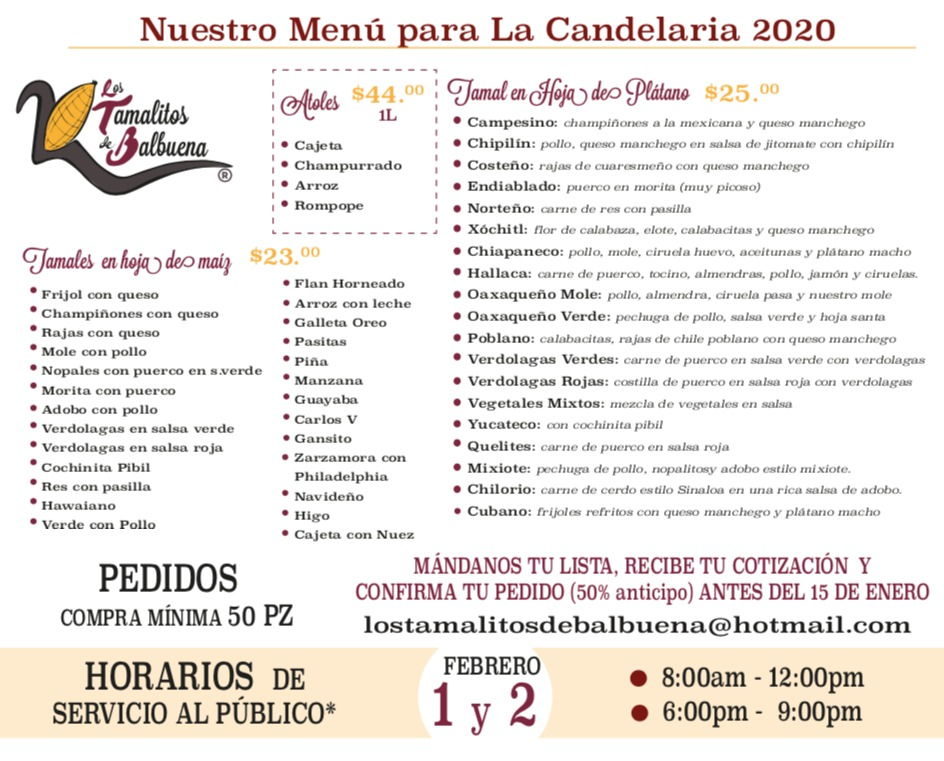 Nuestro Menú para La Candelaria 2020
Los
Tamalitos
de Balbuena
®
Atoles $44.00
1L
• Cajeta
• Champurrado
• Arroz
• Rompope
Tamales en hoja de maíz $23.00
• Frijol con queso
• Champiñones con queso
• Rajas con queso
• Mole con pollo
• Nopales con puerco en s.verde
• Morita con puerco
• Adobo con pollo
• Verdolagas en salsa verde
• Verdolagas en salsa roja
• Cochinita Pibil
• Res con pasilla
• Hawaiano
• Verde con Pollo
• Flan Horneado
• Arroz con leche
• Galleta Oreo
• Pasitas
• Piña
• Manzana
• Guayaba
• Carlos V
• Gansito
• Zarzamora con
Philadelphia
• Navideño
• Higo
• Cajeta con Nuez
Tamal en Hoja de Plátano $25.00
• Campesino: champiñones a la mexicana y queso manchego
• Chipilín: pollo, queso manchego en salsa de jitomate con chipilín
• Costeño: rajas de cuaresmeño con queso manchego
• Endiablado: puerco en morita (muy picoso)
• Norteño: carne de res con pasilla
• Xóchitl: flor de calabaza, elote, calabacitas y queso manchego
• Chiapaneco: pollo, mole, ciruela huevo, aceitunas y plátano macho
• Hallaca: carne de puerco, tocino, almendras, pollo, jamón y ciruelas.
• Oaxaqueño Mole: pollo, almendra, ciruela pasa y nuestro mole
• Oaxaqueño Verde: pechuga de pollo, salsa verde y hoja santa
• Poblano: calabacitas, rajas de chile poblano con queso manchego
• Verdolagas Verdes: carne de puerco en salsa verde con verdolagas
• Verdolagas Rojas: costilla de puerco en salsa roja con verdolagas
• Vegetales Mixtos: mezcla de vegetales en salsa
• Yucateco: con cochinita pibil
• Quelites: carne de puerco en salsa roja
• Mixiote: pechuga de pollo, nopalitosy adobo estilo mixiote.
• Chilorio: carne de cerdo estilo Sinaloa en una rica salsa de adobo.
• Cubano: frijoles refritos con queso manchego y plátano macho
PEDIDOS
COMPRA MÍNIMA 50 PZ
MÁNDANOS TU LISTA, RECIBE TU COTIZACIÓN Y
CONFIRMA TU PEDIDO (50% anticipo) ANTES DEL 15 DE ENERO
lostamalitosdebalbuena@hotmail.com
HORARIOS DE
SERVICIO AL PÚBLICO*
FEBRERO
1 y 2
• 8:00am - 12:00pm
• 6:00pm - 9:00pm